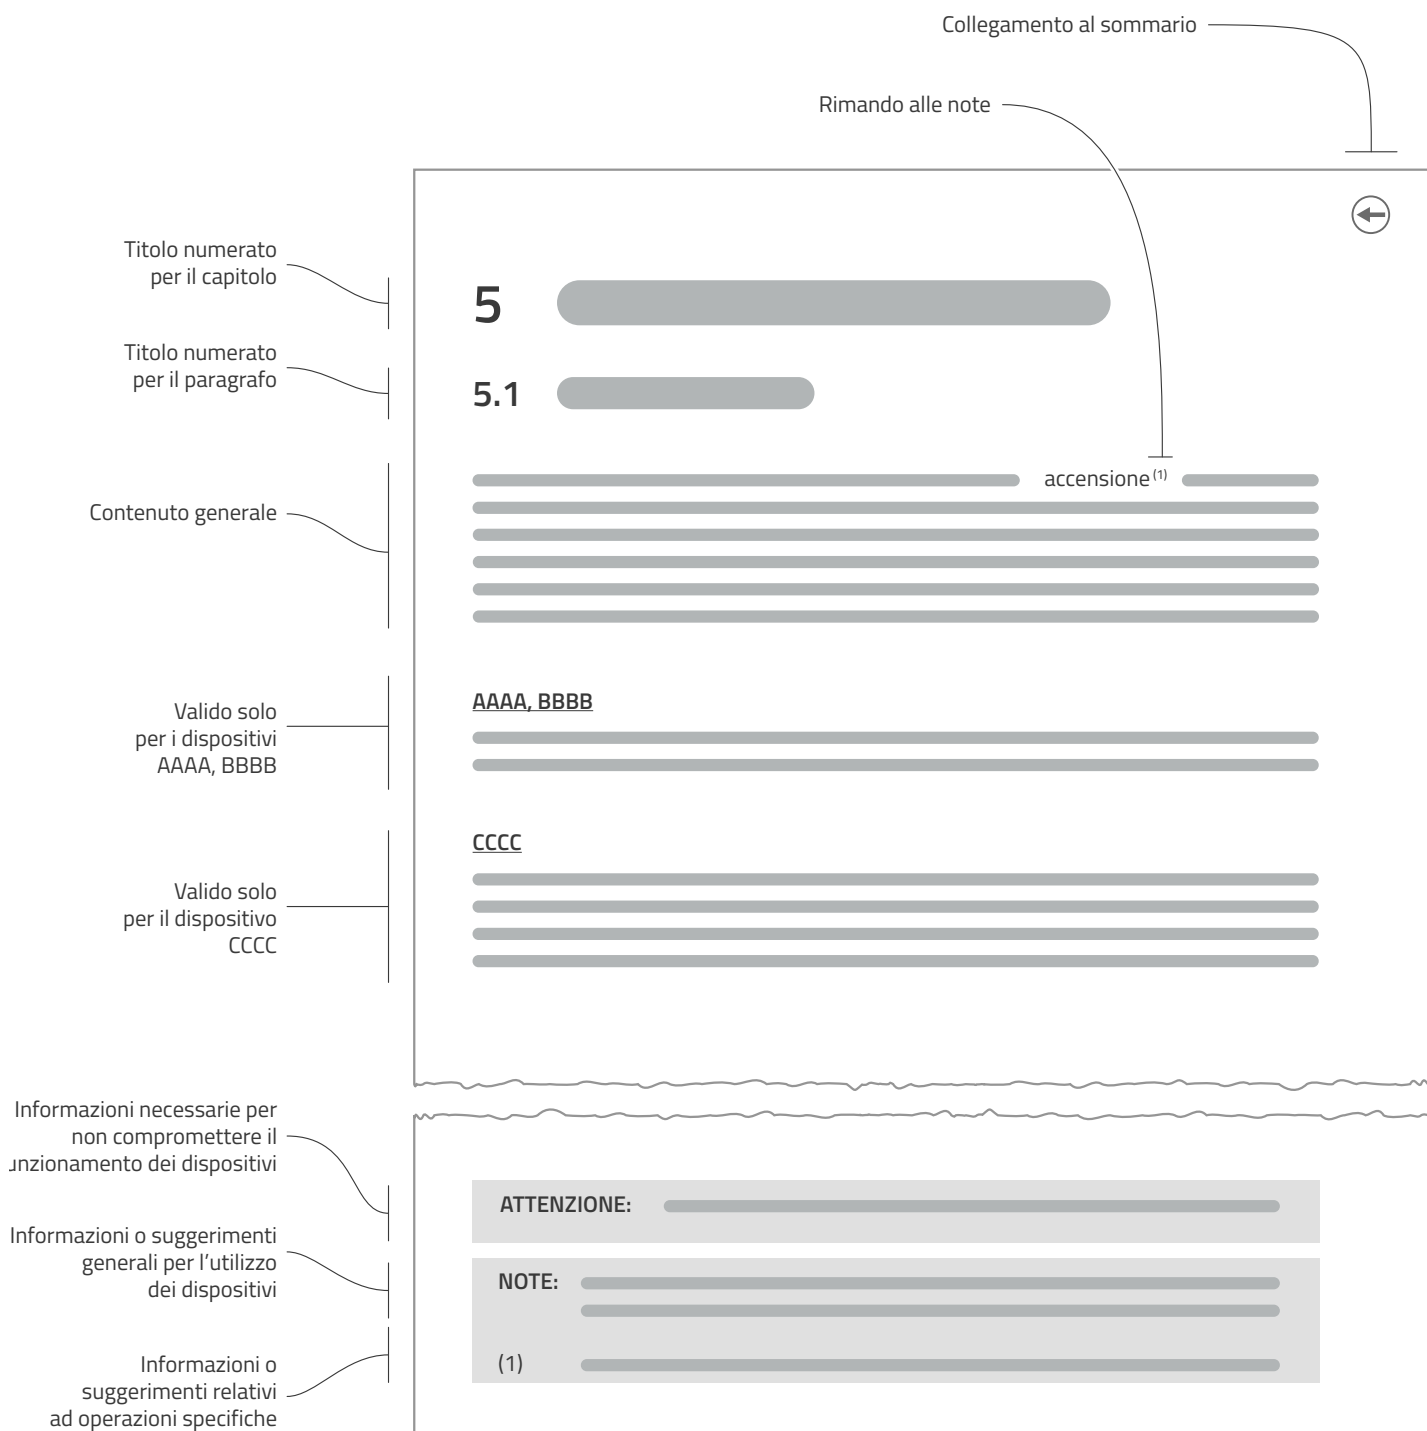 Collegamento al sommario
Rimando alle note
Titolo numerato
per il capitolo
5
Titolo numerato
per il paragrafo
5.1
accensione (1)
Contenuto generale
AAAA, BBBB
Valido solo
per i dispositivi
AAAA, BBBB
CCCC
Valido solo
per il dispositivo
CCCC
Informazioni necessarie per
non compromettere il
unzionamento dei dispositivi
ATTENZIONE:
Informazioni o suggerimenti
generali per l'utilizzo
dei dispositivi
NOTE:
(1)
Informazioni o
suggerimenti relativi
ad operazioni specifiche